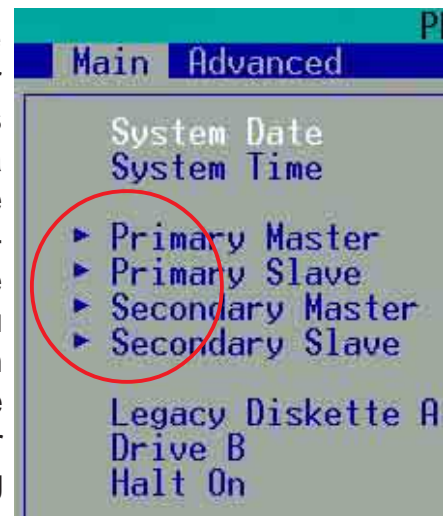 Main Advanced
System Date
System Time
Primary Master
Primary Slave
Secondary Master
Secondary Slave
Legacy Diskette A
Drive B
Halt On